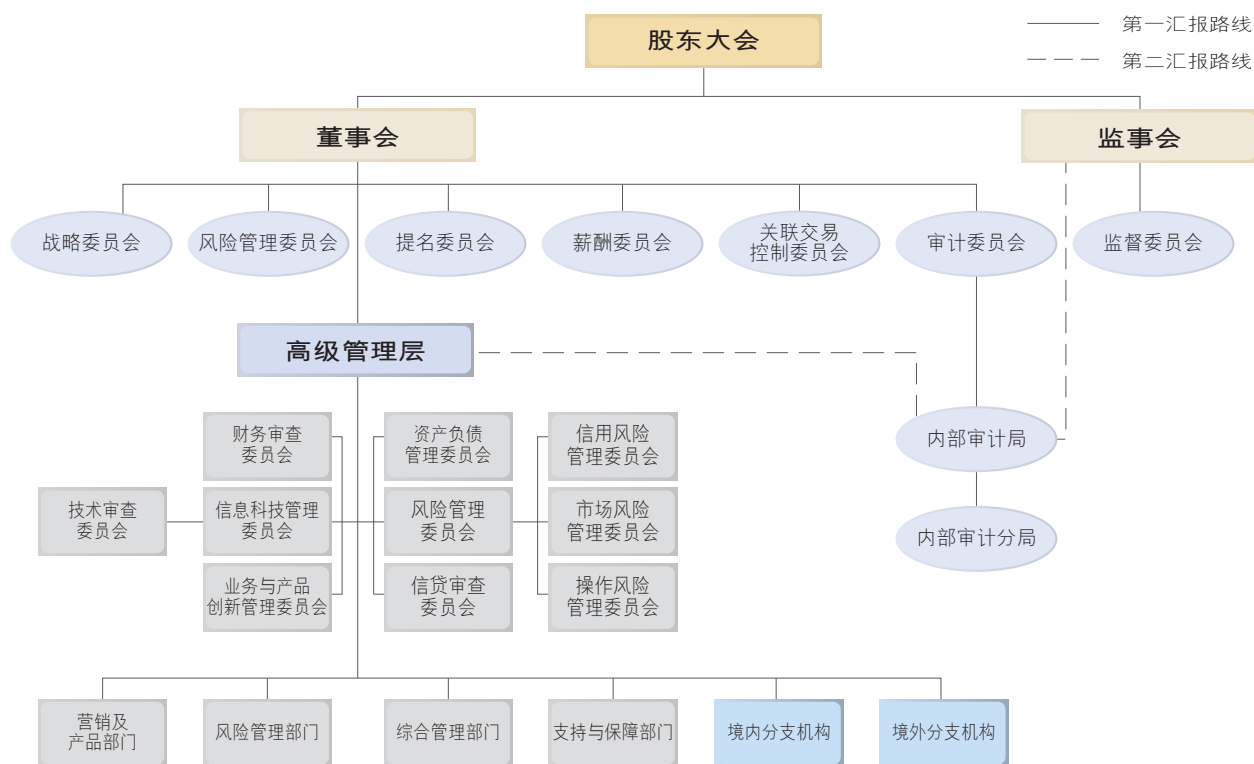 股东大会
第一汇报路线
第二汇报路线
董事会
监事会
战略委员会
风险管理委员会
提名委员会
薪酬委员会
关联交易
控制委员会
审计委员会
监督委员会
高级管理层
财务审查
委员会
资产负债
管理委员会
信用风险
管理委员会
内部审计局
技术审查
委员会
信息科技管理
委员会
风险管理
委员会
市场风险
管理委员会
内部审计分局
业务与产品
创新管理委员会
信贷审查
委员会
操作风险
管理委员会
营销及
产品部门
风险管理部门
综合管理部门
支持与保障部门
境内分支机构
境外分支机构